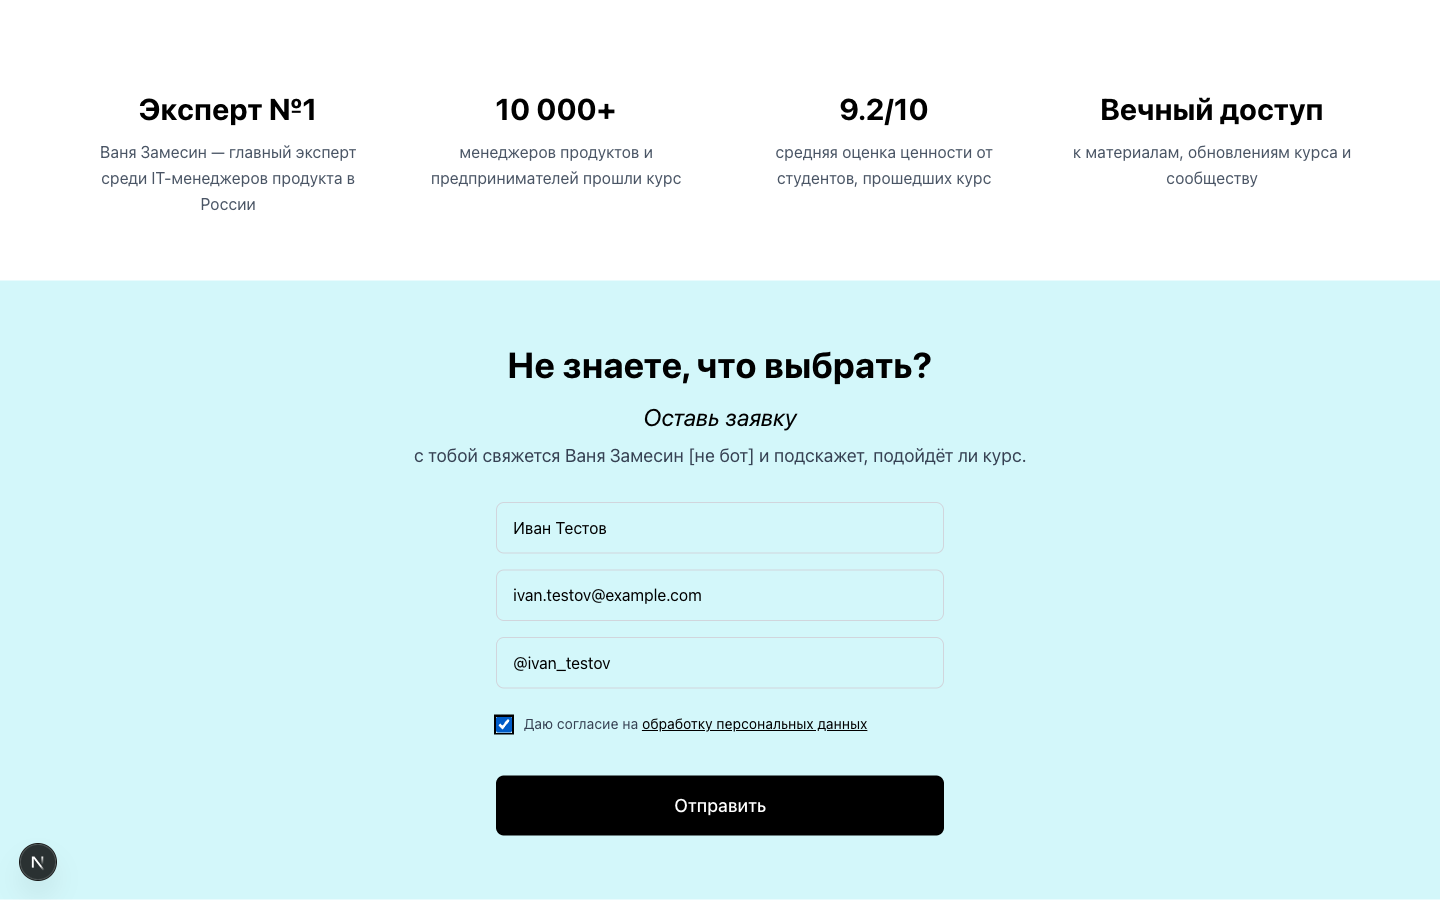 Эксперт №1
Ваня Замесин — главный эксперт
среди IT-менеджеров продукта в
России
10 000+
менеджеров продуктов и
предпринимателей прошли курс
9.2/10
средняя оценка ценности от
студентов, прошедших курс
Вечный доступ
к материалам, обновлениям курса и
сообществу
Не знаете, что выбрать?
Оставь заявку
с тобой свяжется Ваня Замесин [не бот] и подскажет, подойдёт ли курс.
Иван Тестов
ivan.testov@example.com
@ivan_testov
Даю согласие на обработку персональных данных
Отправить
N